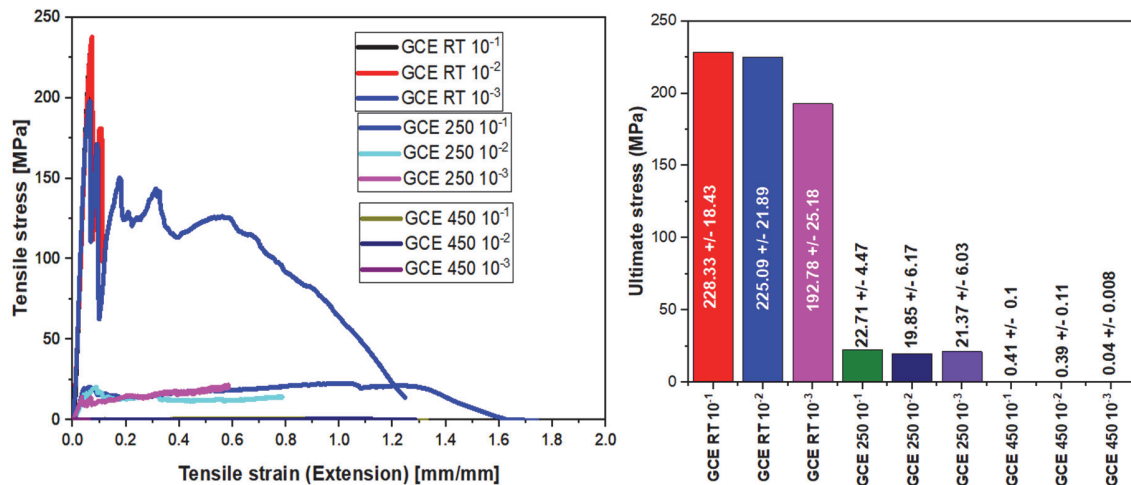 250
200
150
100
50
0
Tensile stress [MPa]
GCE RT 10⁻¹
GCE RT 10⁻²
GCE RT 10⁻³
GCE 250 10⁻¹
GCE 250 10⁻²
GCE 250 10⁻³
GCE 450 10⁻¹
GCE 450 10⁻²
GCE 450 10⁻³
0.0 0.2 0.4 0.6 0.8 1.0 1.2 1.4 1.6 1.8 2.0
Tensile strain (Extension) [mm/mm]
250
200
150
100
50
0
Ultimate stress (MPa)
228.33 +/- 18.43
225.09 +/- 21.89
192.78 +/- 25.18
22.71 +/- 4.47
19.85 +/- 6.17
21.37 +/- 6.03
0.41 +/- 0.1
0.39 +/- 0.11
0.04 +/- 0.008
GCE RT 10⁻¹
GCE RT 10⁻²
GCE RT 10⁻³
GCE 250 10⁻¹
GCE 250 10⁻²
GCE 250 10⁻³
GCE 450 10⁻¹
GCE 450 10⁻²
GCE 450 10⁻³